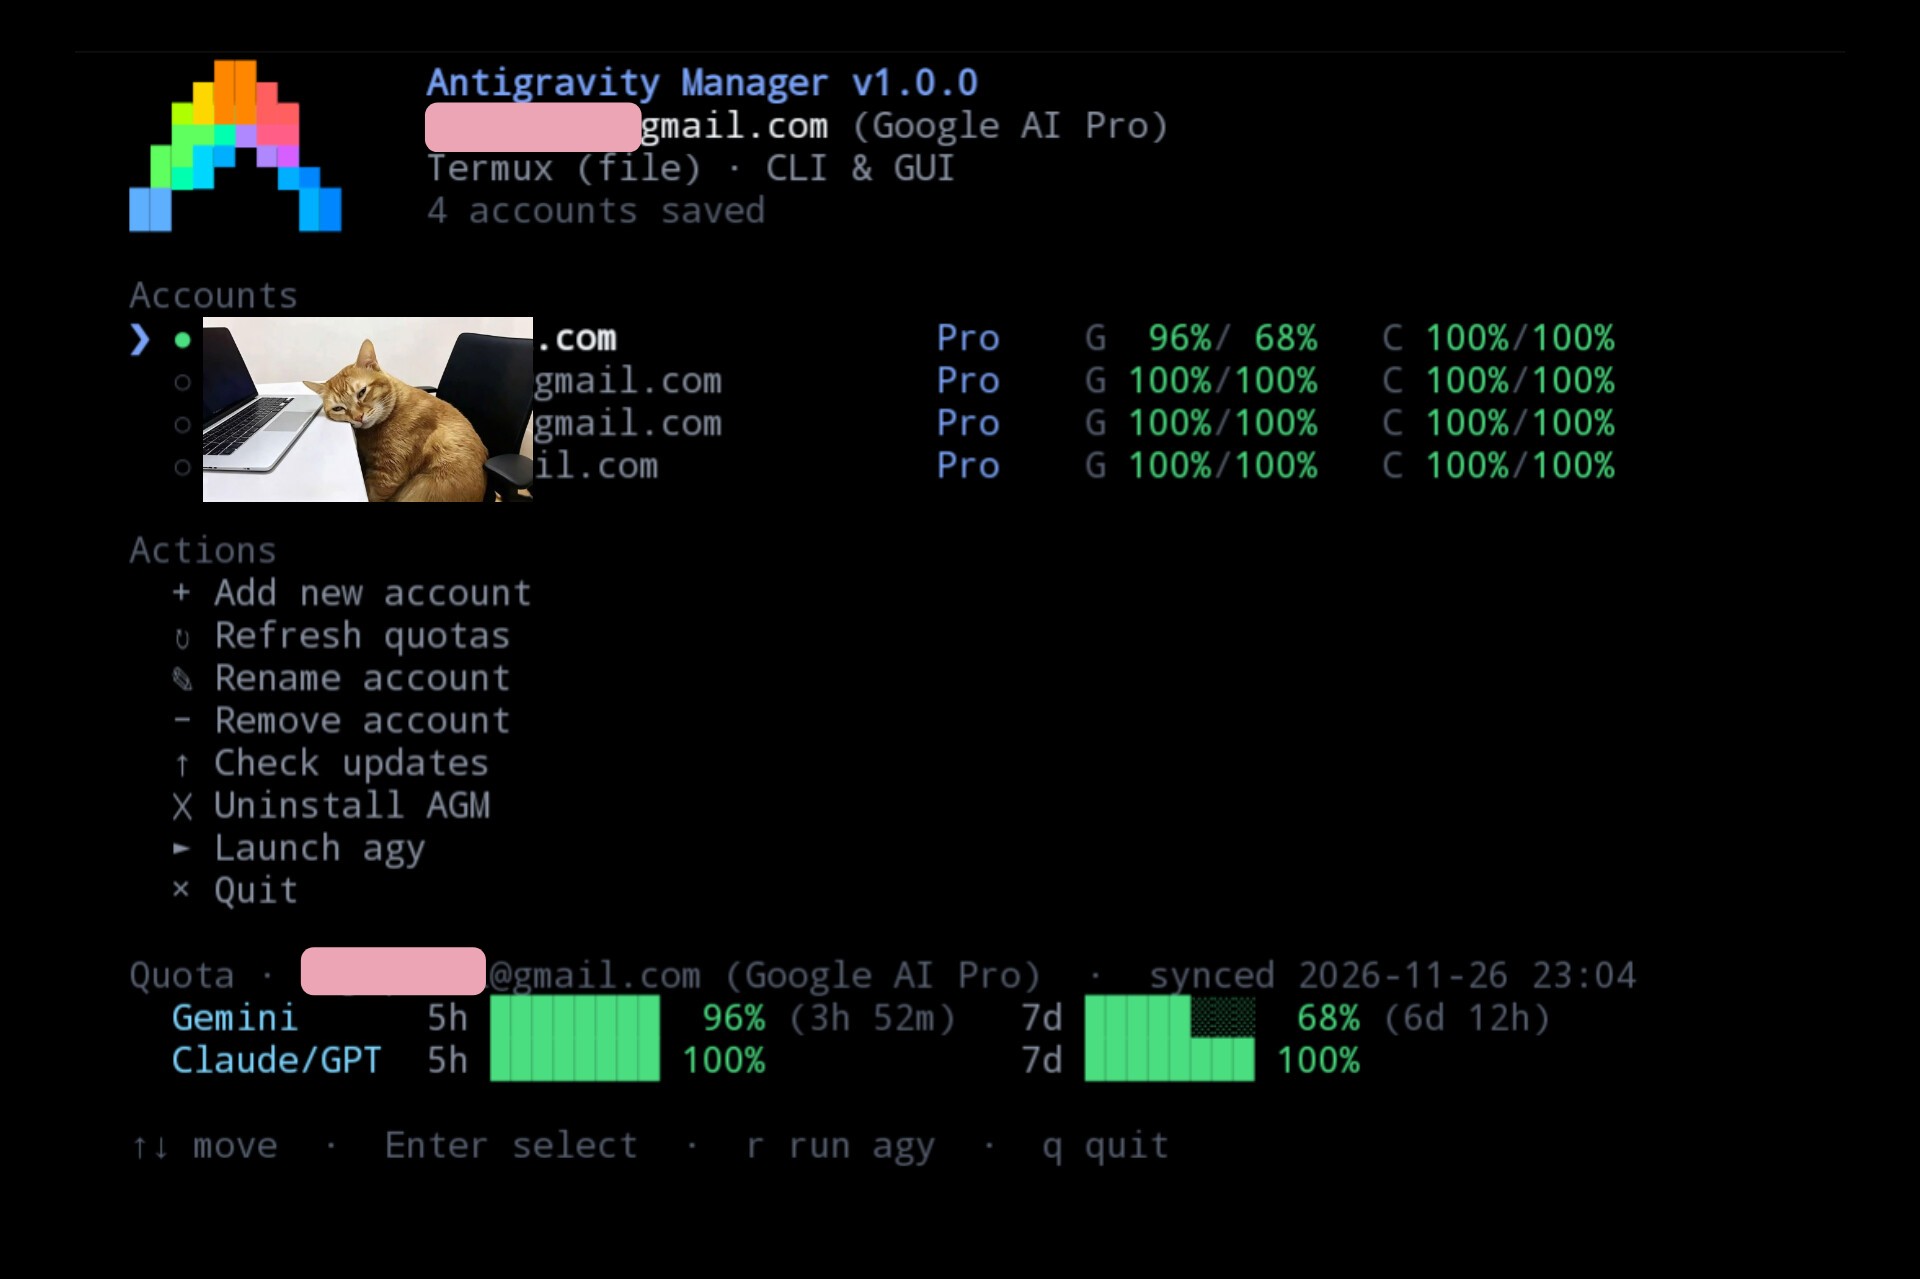 Antigravity Manager v1.0.0
gmail.com (Google AI Pro)
Termux (file) · CLI & GUI
4 accounts saved
Accounts
❯ ● .com Pro G 96%/ 68% C 100%/100%
○ gmail.com Pro G 100%/100% C 100%/100%
○ gmail.com Pro G 100%/100% C 100%/100%
○ il.com Pro G 100%/100% C 100%/100%
Actions
+ Add new account
↻ Refresh quotas
✎ Rename account
− Remove account
↑ Check updates
X Uninstall AGM
► Launch agy
× Quit
Quota · @gmail.com (Google AI Pro) · synced 2026-11-26 23:04
Gemini 5h 96% (3h 52m) 7d 68% (6d 12h)
Claude/GPT 5h 100% 7d 100%
↑↓ move · Enter select · r run agy · q quit